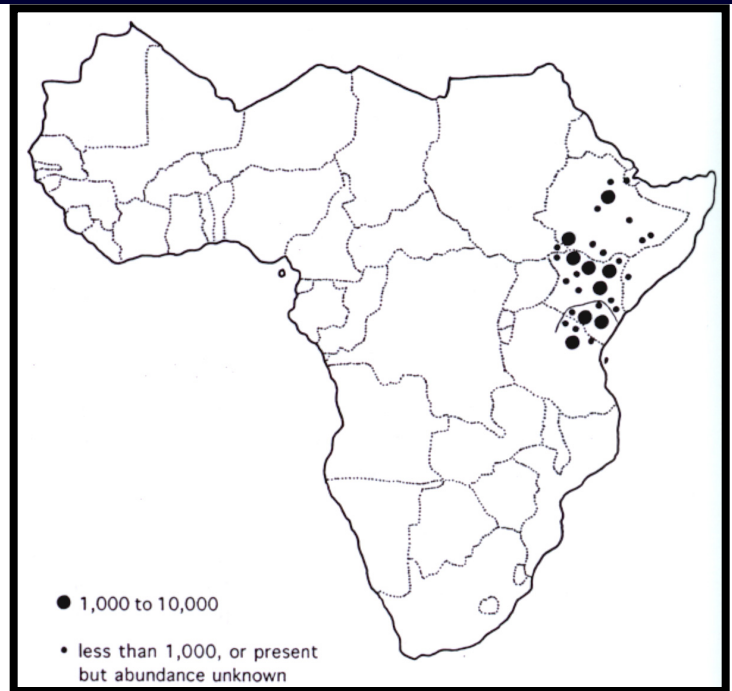 1,000 to 10,000
less than 1,000, or present
but abundance unknown